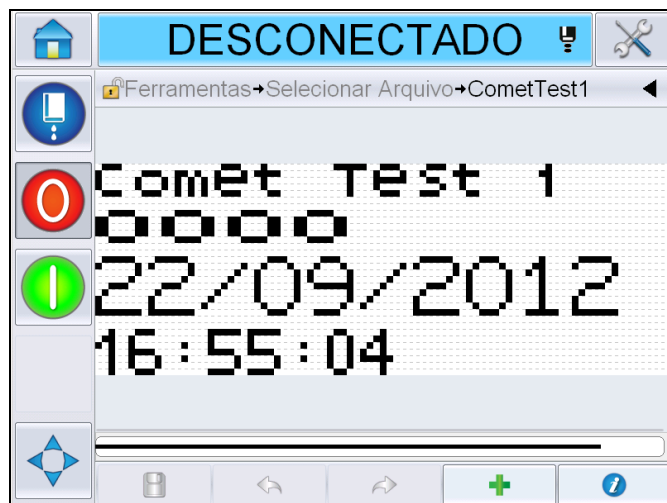 DESCONECTADO
Ferramentas→Selecionar Arquivo→CometTest1
Comet Test 1
0000
22/09/2012
16:55:04